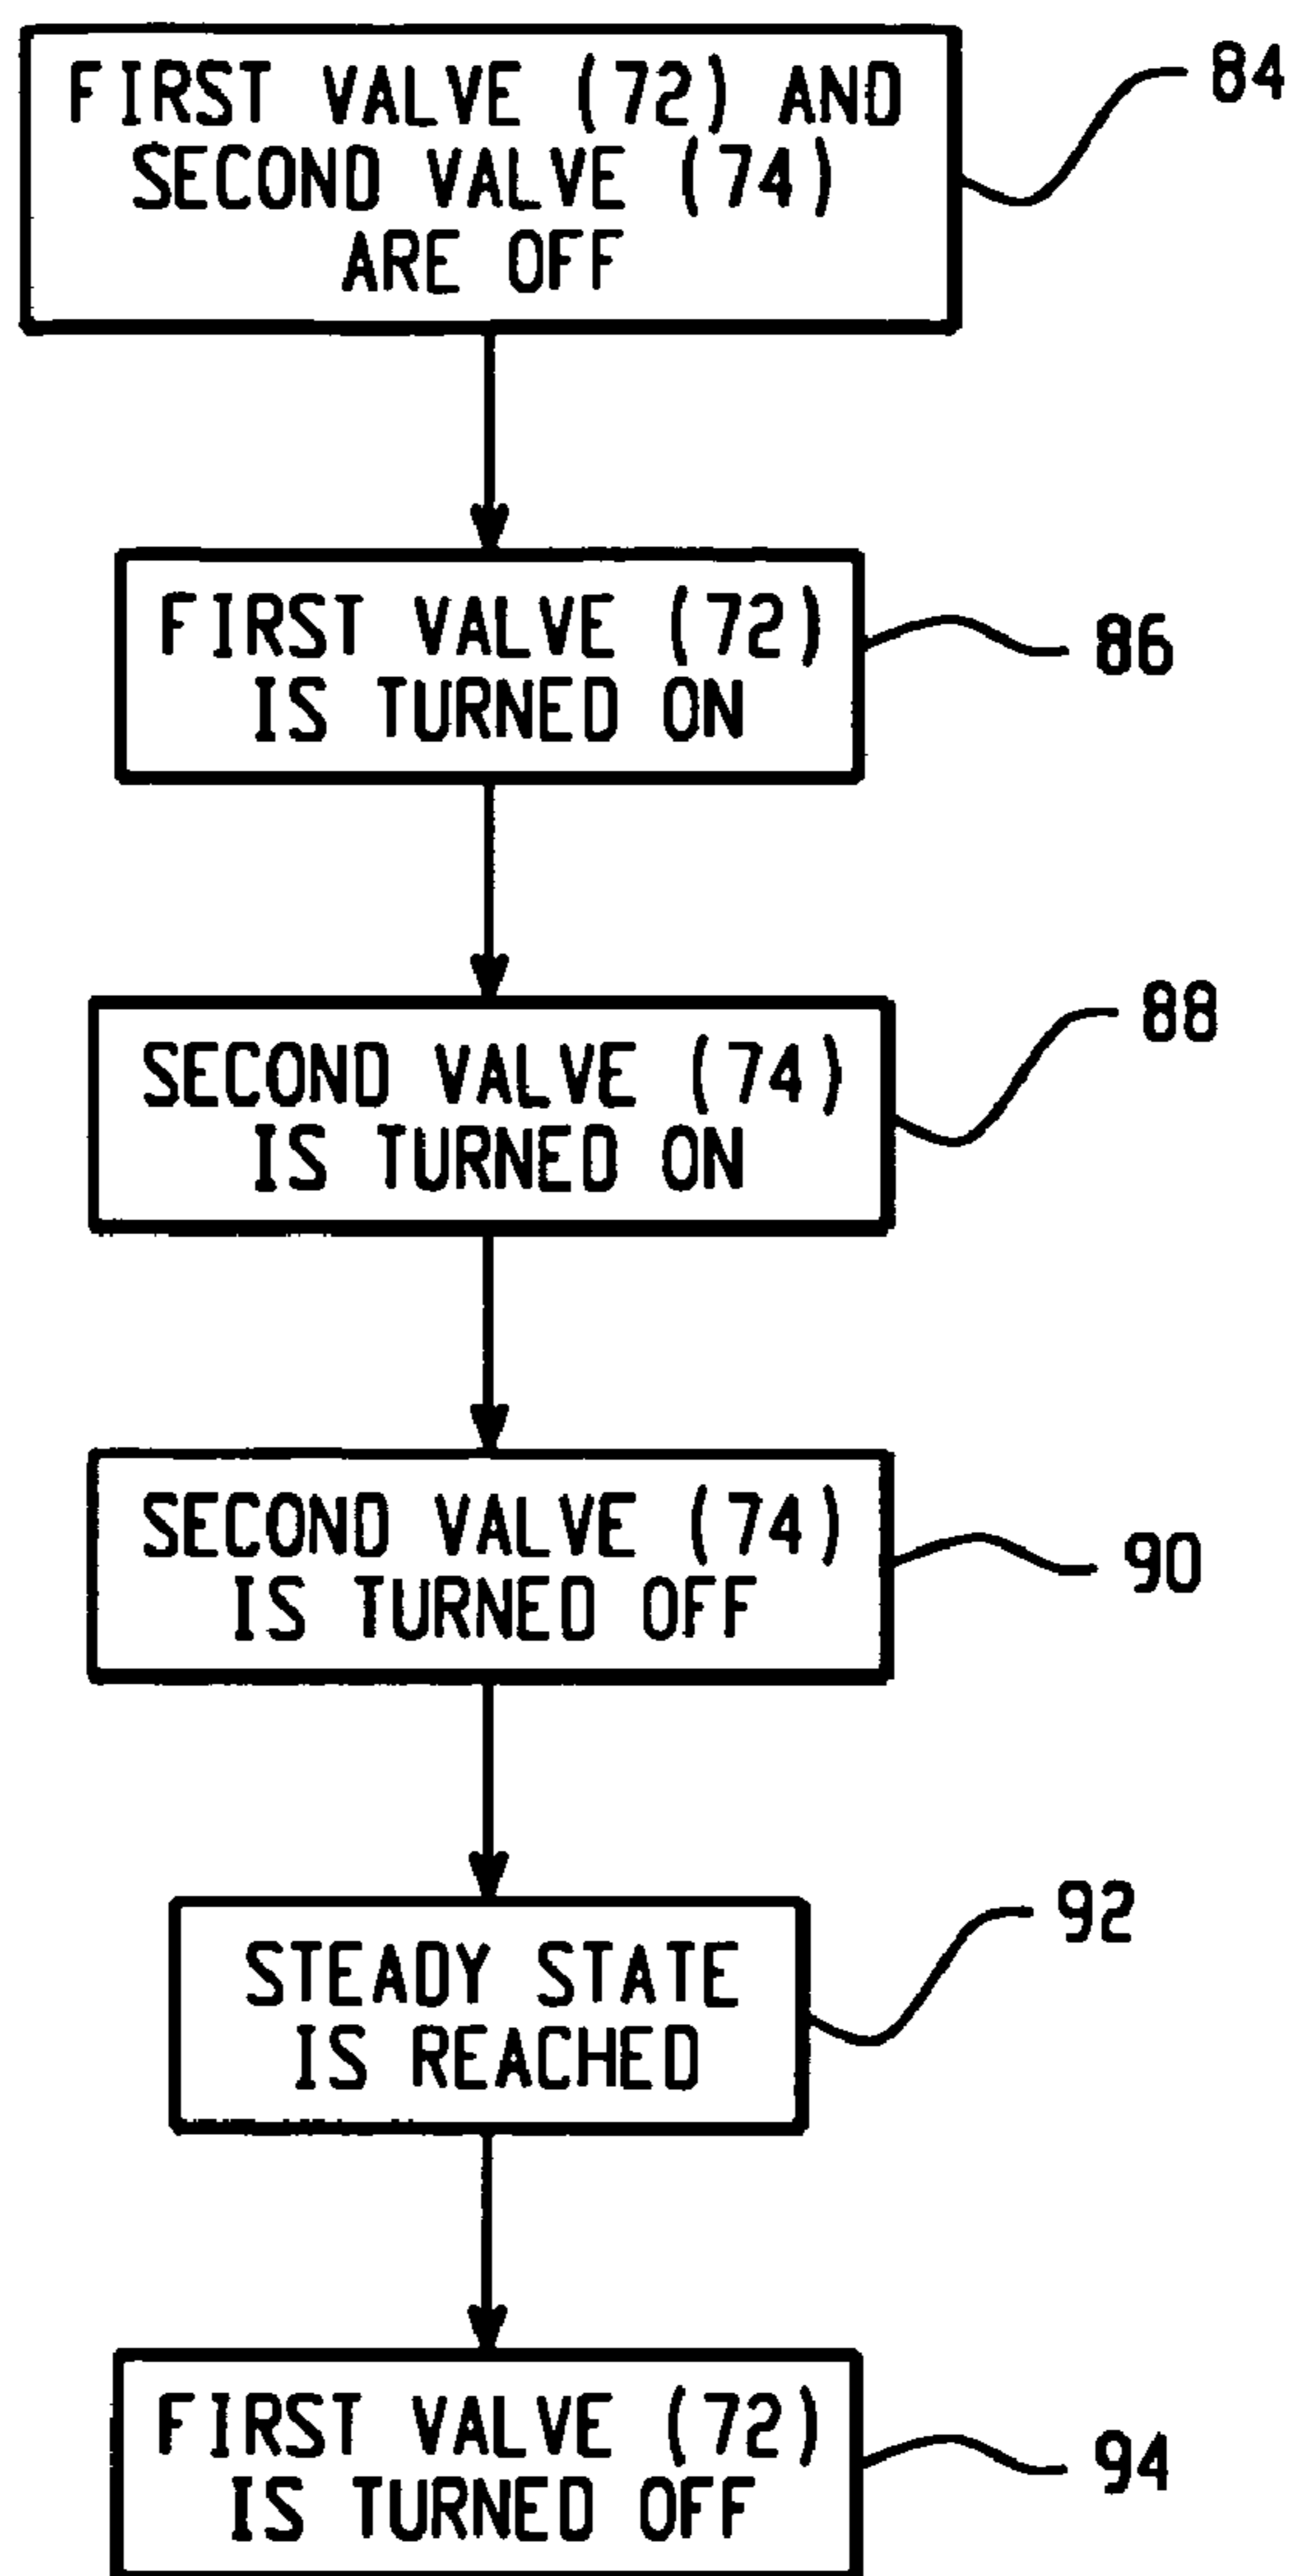 FIRST VALVE (72) AND
SECOND VALVE (74)
ARE OFF
84
FIRST VALVE (72)
IS TURNED ON
86
SECOND VALVE (74)
IS TURNED ON
88
SECOND VALVE (74)
IS TURNED OFF
90
STEADY STATE
IS REACHED
92
FIRST VALVE (72)
IS TURNED OFF
94